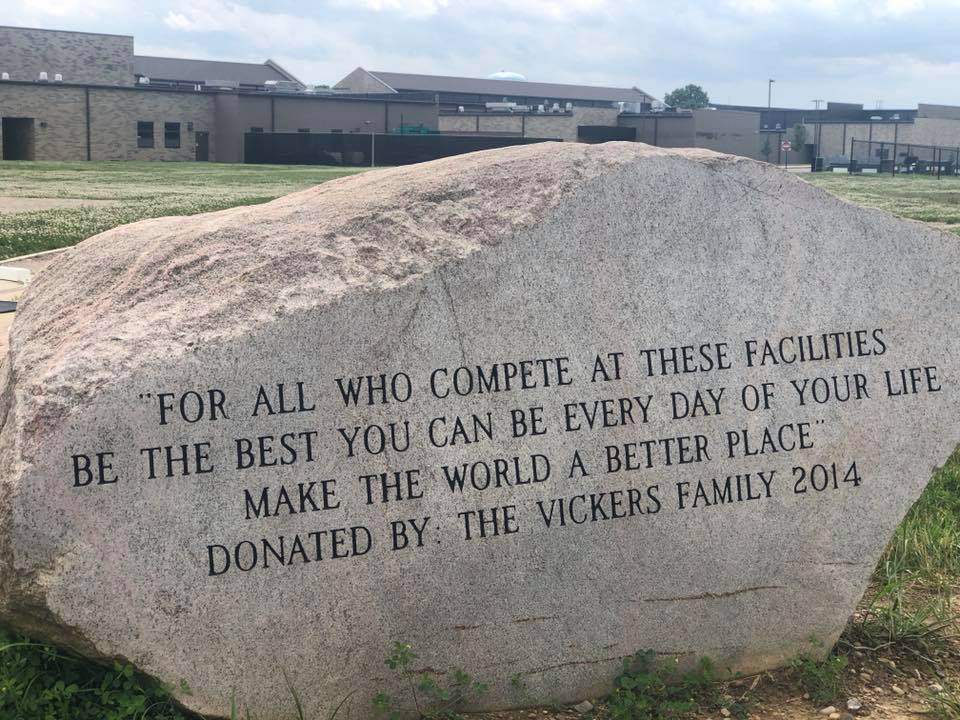 "FOR ALL WHO COMPETE AT THESE FACILITIES
BE THE BEST YOU CAN BE EVERY DAY OF YOUR LIFE
MAKE THE WORLD A BETTER PLACE"
DONATED BY: THE VICKERS FAMILY 2014